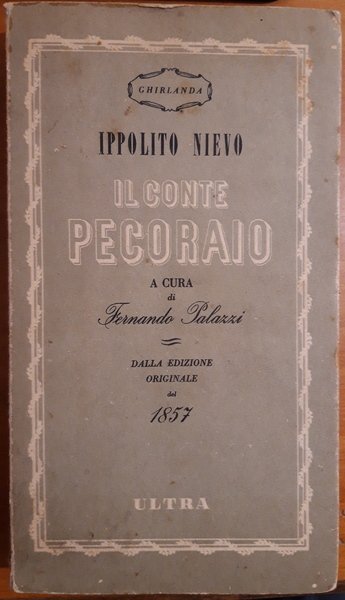 GHIRLANDA
IPPOLITO NIEVO
IL CONTE
PECORAIO
A CURA
di
Fernando Palazzi
DALLA EDIZIONE
ORIGINALE
del
1857
ULTRA